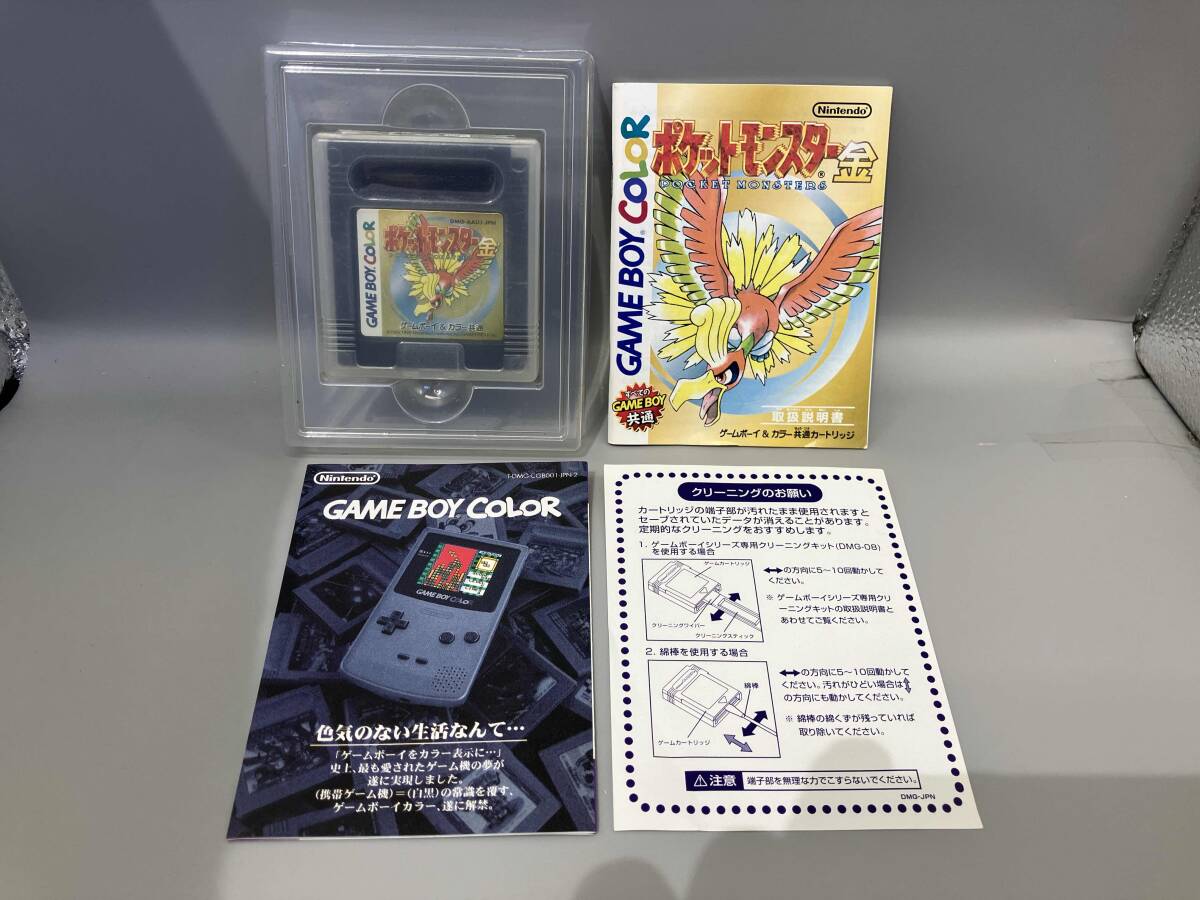 DMG-AAUJ-JPN
GAME BOY COLOR
ポケットモンスター金
ゲームボーイ & カラー共通
Nintendo
GAME BOY COLOR
ポケットモンスター金
POCKET MONSTERS
すべての
GAME BOY
共通
取扱説明書
ゲームボーイ & カラー共通カートリッジ
Nintendo
T-DMG-CGB001-JPN-2
GAME BOY COLOR
GAME BOY COLOR
色気のない生活なんて…
「ゲームボーイをカラー表示に…」
史上、最も愛されたゲーム機の夢が
遂に実現しました。
(携帯ゲーム機)=(白黒)の常識を覆す、
ゲームボーイカラー、遂に解禁。
クリーニングのお願い
カートリッジの端子部が汚れたまま使用されますと
セーブされていたデータが消えることがあります。
定期的なクリーニングをおすすめします。
1. ゲームボーイシリーズ専用クリーニングキット(DMG-08)
を使用する場合
ゲームカートリッジ
クリーニングワイパー
クリーニングスティック
↔の方向に5~10回動かして
ください。
※ ゲームボーイシリーズ専用クリ
ーニングキットの取扱説明書と
あわせてご覧ください。
2. 綿棒を使用する場合
綿棒
ゲームカートリッジ
↔の方向に5~10回動かして
ください。汚れがひどい場合は⇕
の方向にも動かしてください。
※ 綿棒の綿くずが残っていれば
取り除いてください。
⚠注意 端子部を無理な力でこすらないでください。
DMG-JPN